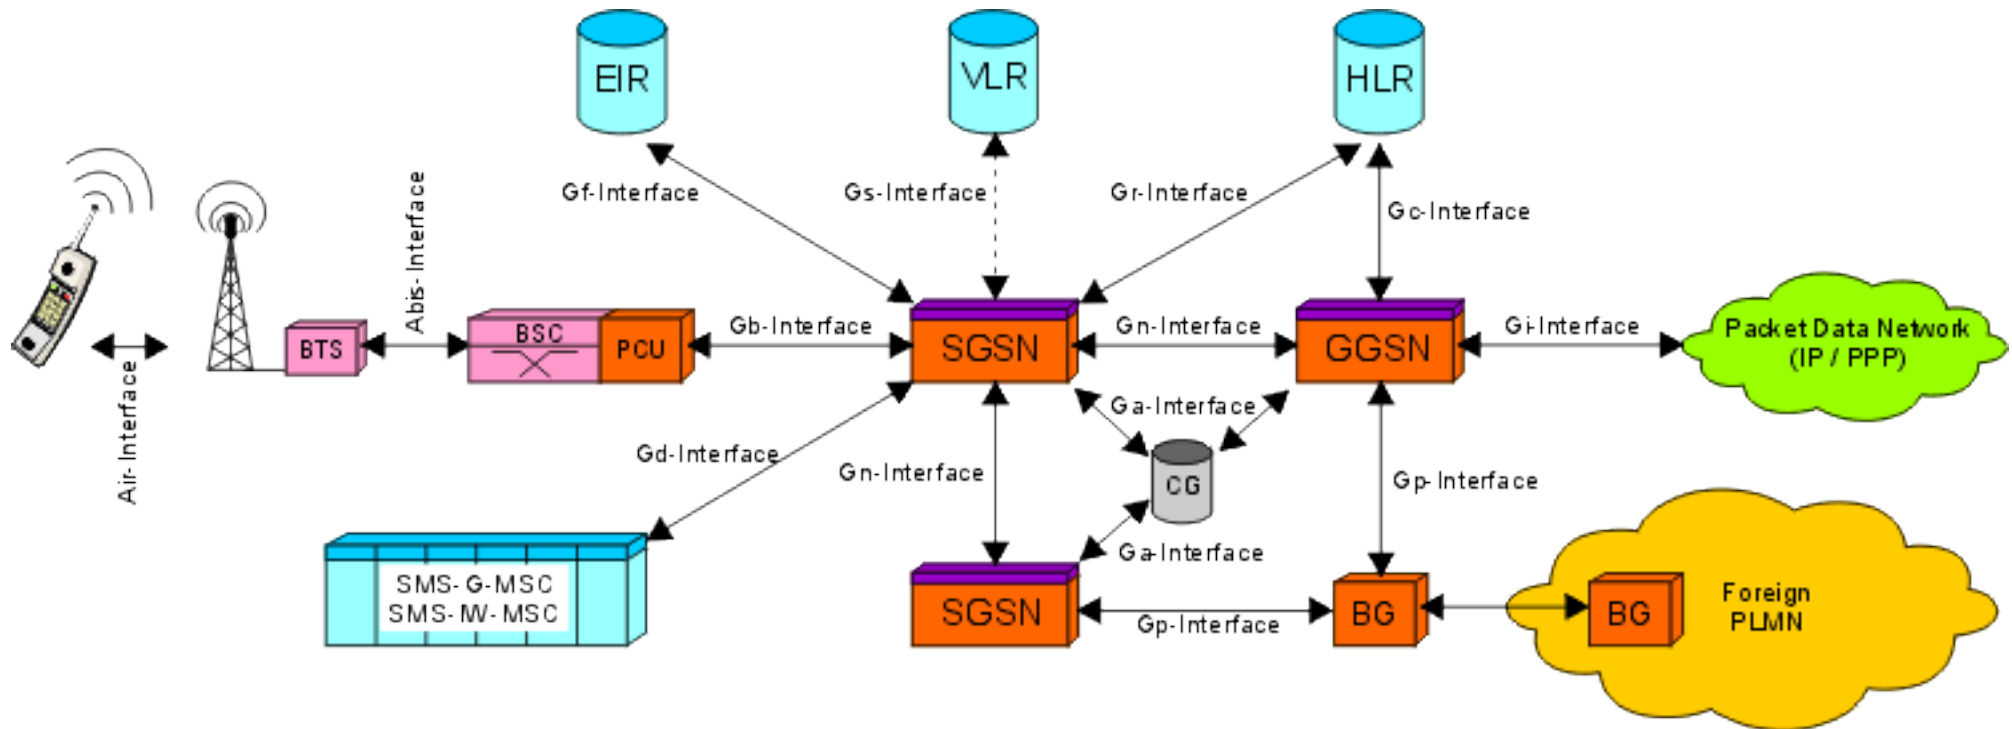 EIR
VLR
HLR
Gf-Interface
Gs-Interface
Gr-Interface
Gc-Interface
Abis-Interface
Air-Interface
BTS
BSC
PCU
Gb-Interface
SGSN
Gn-Interface
GGSN
Gi-Interface
Packet Data Network
(IP / PPP)
Ga-Interface
Gd-Interface
Gn-Interface
CG
Gp-Interface
Ga-Interface
SMS-G-MSC
SMS-IW-MSC
SGSN
Gp-Interface
BG
BG
Foreign
PLMN